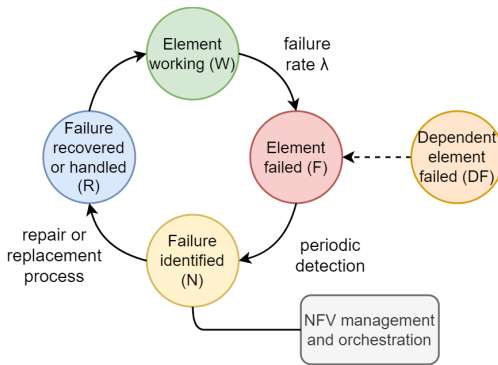 Element
working (W)
failure
rate λ
Failure
recovered
or handled
(R)
Element
failed (F)
Dependent
element
failed (DF)
repair or
replacement
process
Failure
identified
(N)
periodic
detection
NFV management
and orchestration